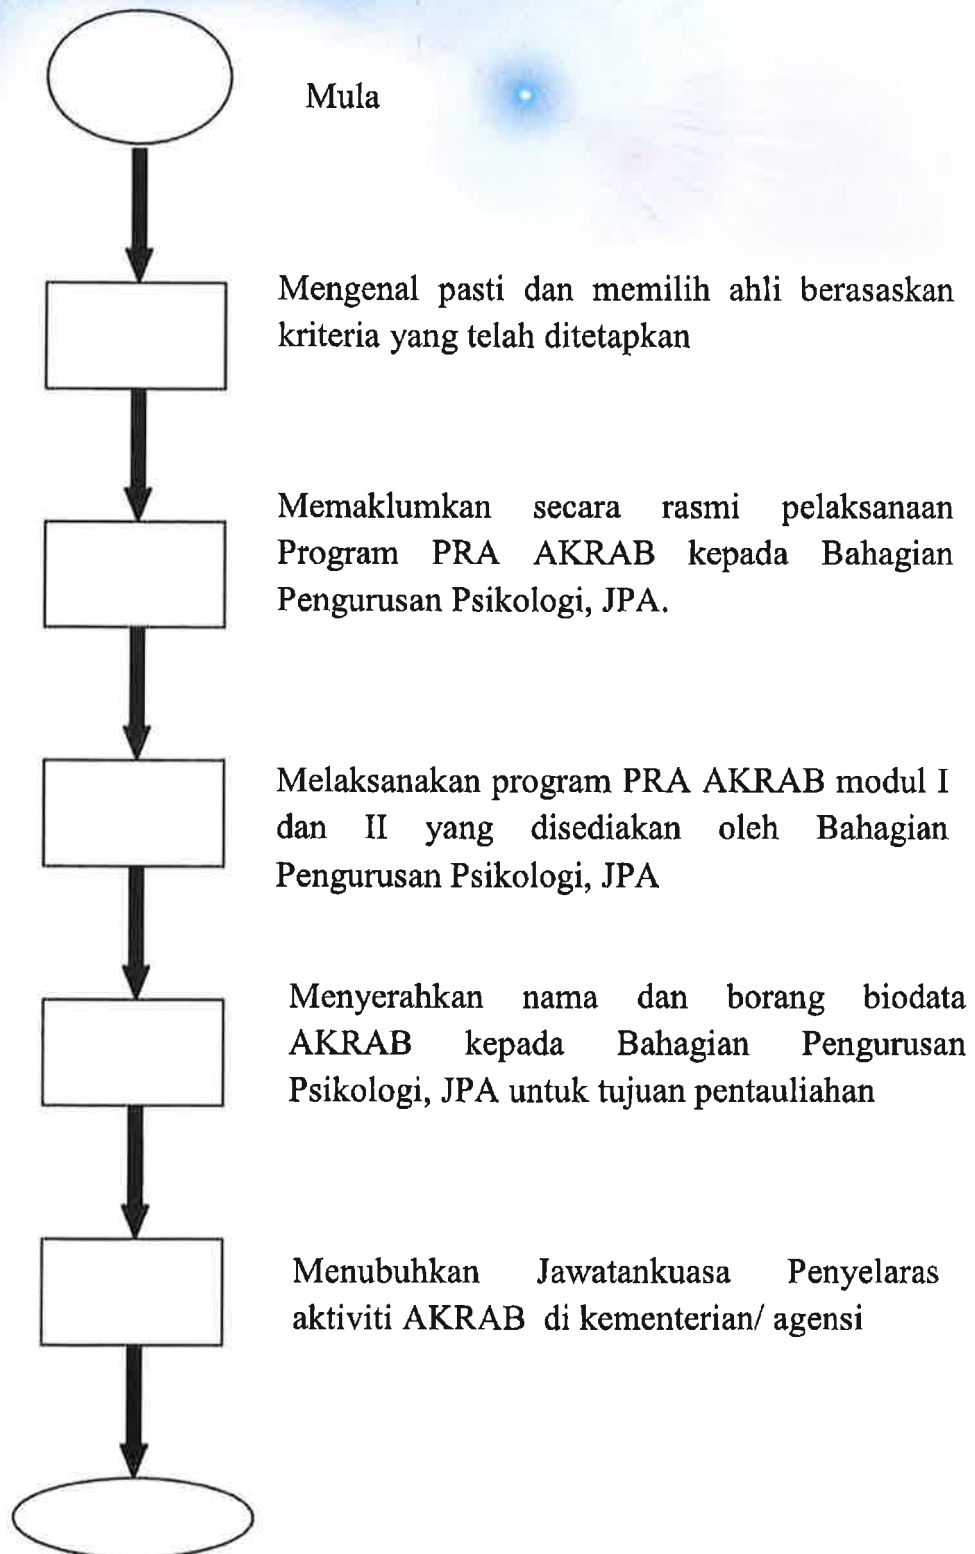 Mula
Mengenal pasti dan memilih ahli berasaskan
kriteria yang telah ditetapkan
Memaklumkan secara rasmi pelaksanaan
Program PRA AKRAB kepada Bahagian
Pengurusan Psikologi, JPA.
Melaksanakan program PRA AKRAB modul I
dan II yang disediakan oleh Bahagian
Pengurusan Psikologi, JPA
Menyerahkan nama dan borang biodata
AKRAB kepada Bahagian Pengurusan
Psikologi, JPA untuk tujuan pentauliahan
Menubuhkan Jawatankuasa Penyelaras
aktiviti AKRAB di kementerian/ agensi